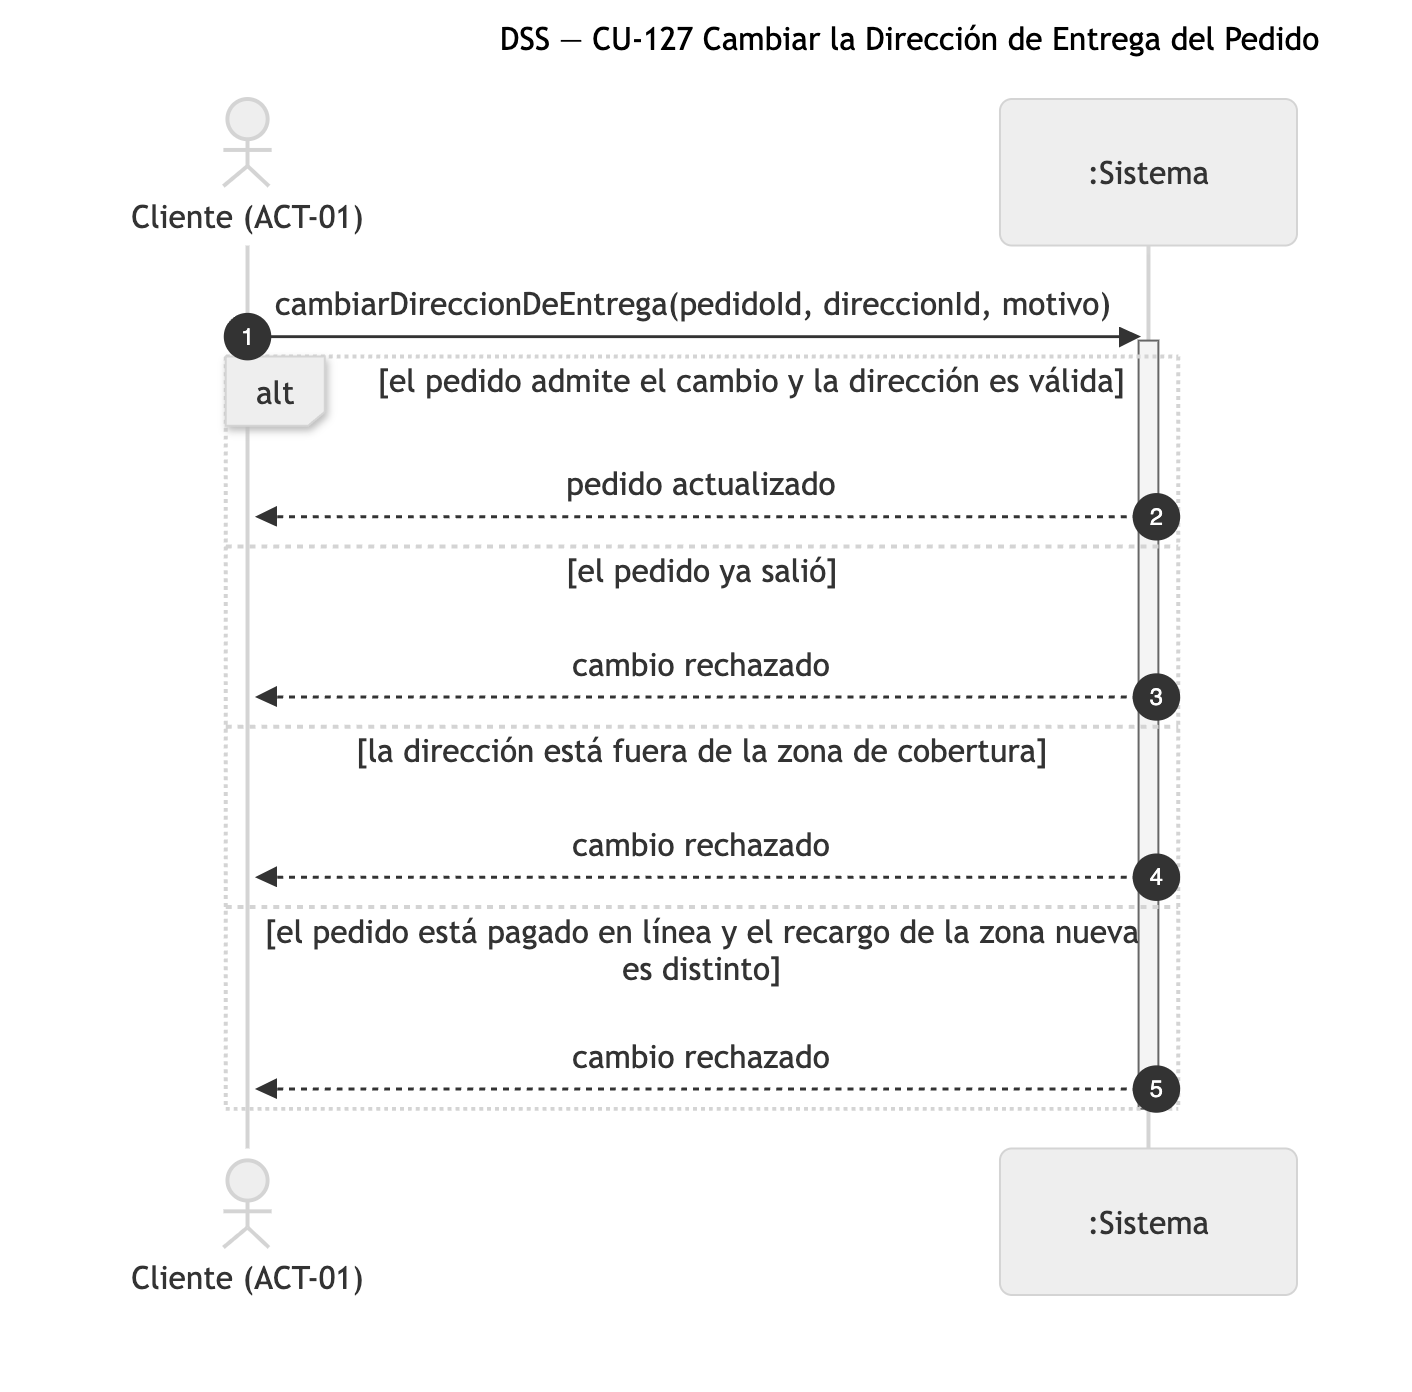 DSS — CU-127 Cambiar la Dirección de Entrega del Pedido
Cliente (ACT-01)
:Sistema
cambiarDireccionDeEntrega(pedidoId, direccionId, motivo)
1
alt
[el pedido admite el cambio y la dirección es válida]
pedido actualizado
2
[el pedido ya salió]
cambio rechazado
3
[la dirección está fuera de la zona de cobertura]
cambio rechazado
4
[el pedido está pagado en línea y el recargo de la zona nueva
es distinto]
cambio rechazado
5
Cliente (ACT-01)
:Sistema